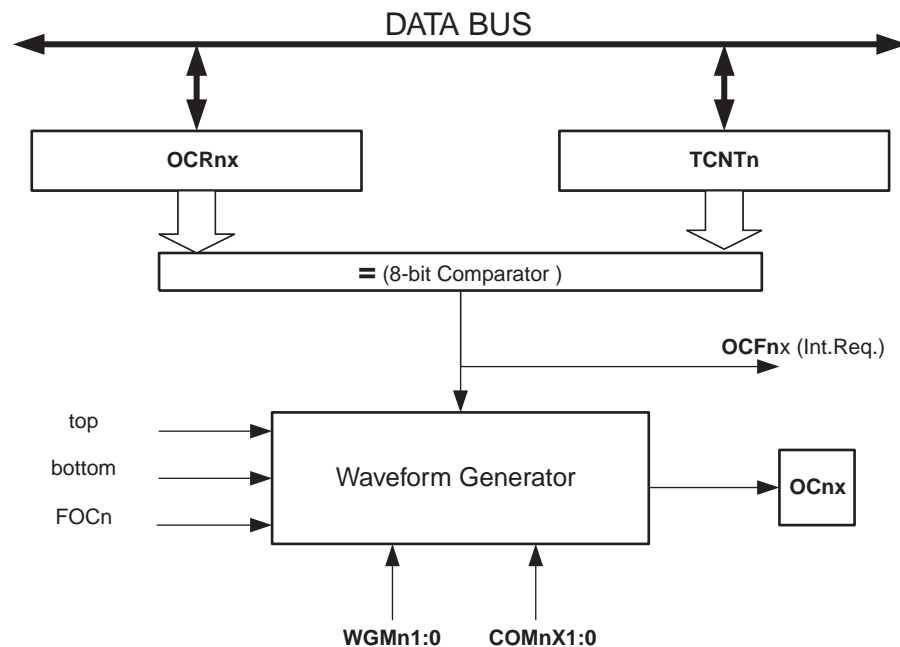 DATA BUS
OCRnx
TCNTn
= (8-bit Comparator )
OCFnx (Int.Req.)
top
bottom
FOCn
Waveform Generator
OCnx
WGMn1:0
COMnX1:0